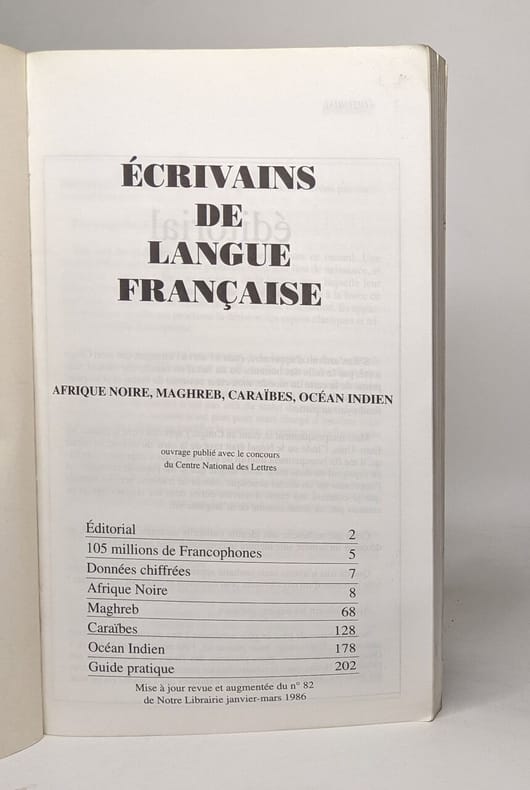 ÉCRIVAINS
DE
LANGUE
FRANÇAISE
AFRIQUE NOIRE, MAGHREB, CARAÏBES, OCÉAN INDIEN
ouvrage publié avec le concours
du Centre National des Lettres
Éditorial 2
105 millions de Francophones 5
Données chiffrées 7
Afrique Noire 8
Maghreb 68
Caraïbes 128
Océan Indien 178
Guide pratique 202
Mise à jour revue et augmentée du n° 82
de Notre Librairie janvier-mars 1986